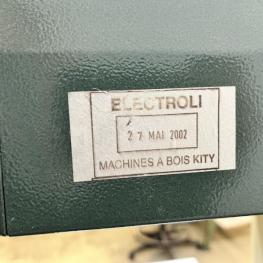 ELECTROLI
27 MAI 2002
MACHINES A BOIS KITY